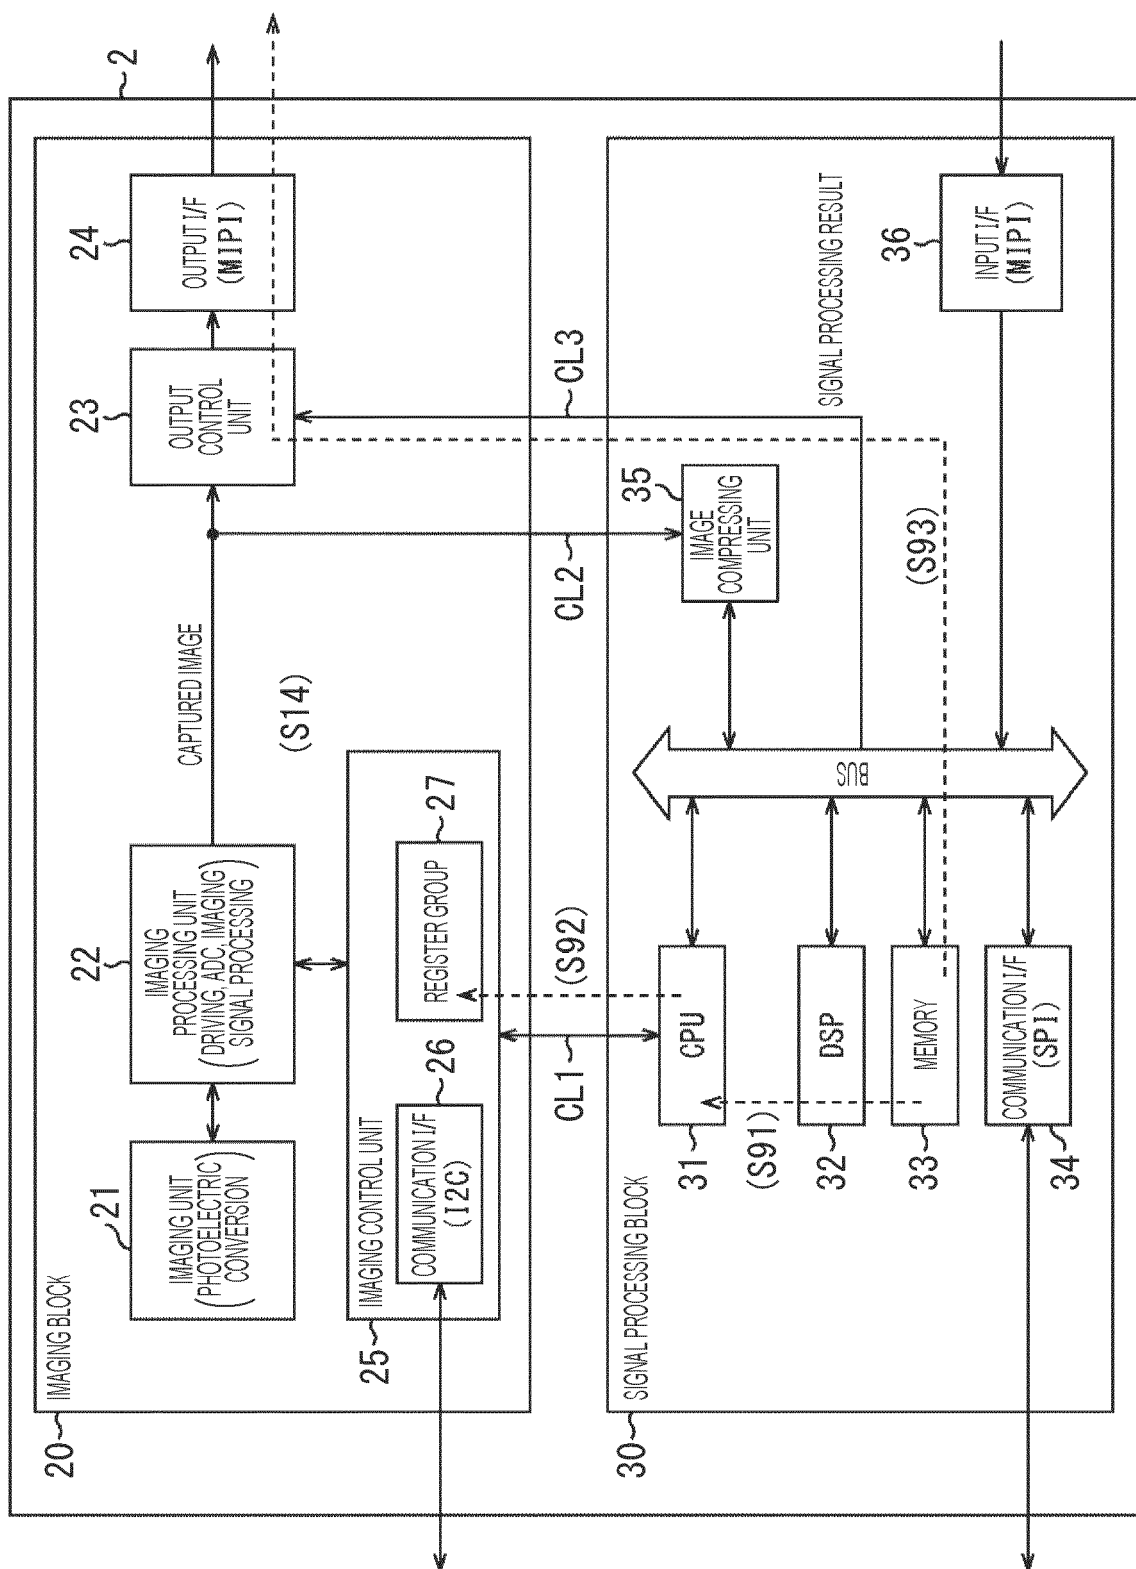 2
20
IMAGING BLOCK
21
IMAGING UNIT
(PHOTOELECTRIC
CONVERSION)
22
IMAGING
PROCESSING UNIT
(DRIVING, ADC, IMAGING
SIGNAL PROCESSING)
CAPTURED IMAGE
(S14)
23
OUTPUT
CONTROL
UNIT
24
OUTPUT I/F
(MIPI)
25
IMAGING CONTROL UNIT
26
COMMUNICATION I/F
(I2C)
27
REGISTER GROUP
CL1
(S92)
CL2
CL3
30
SIGNAL PROCESSING BLOCK
31
CPU
(S91)
32
DSP
33
MEMORY
34
COMMUNICATION I/F
(SPI)
BUS
35
IMAGE
COMPRESSING
UNIT
(S93)
SIGNAL PROCESSING RESULT
36
INPUT I/F
(MIPI)